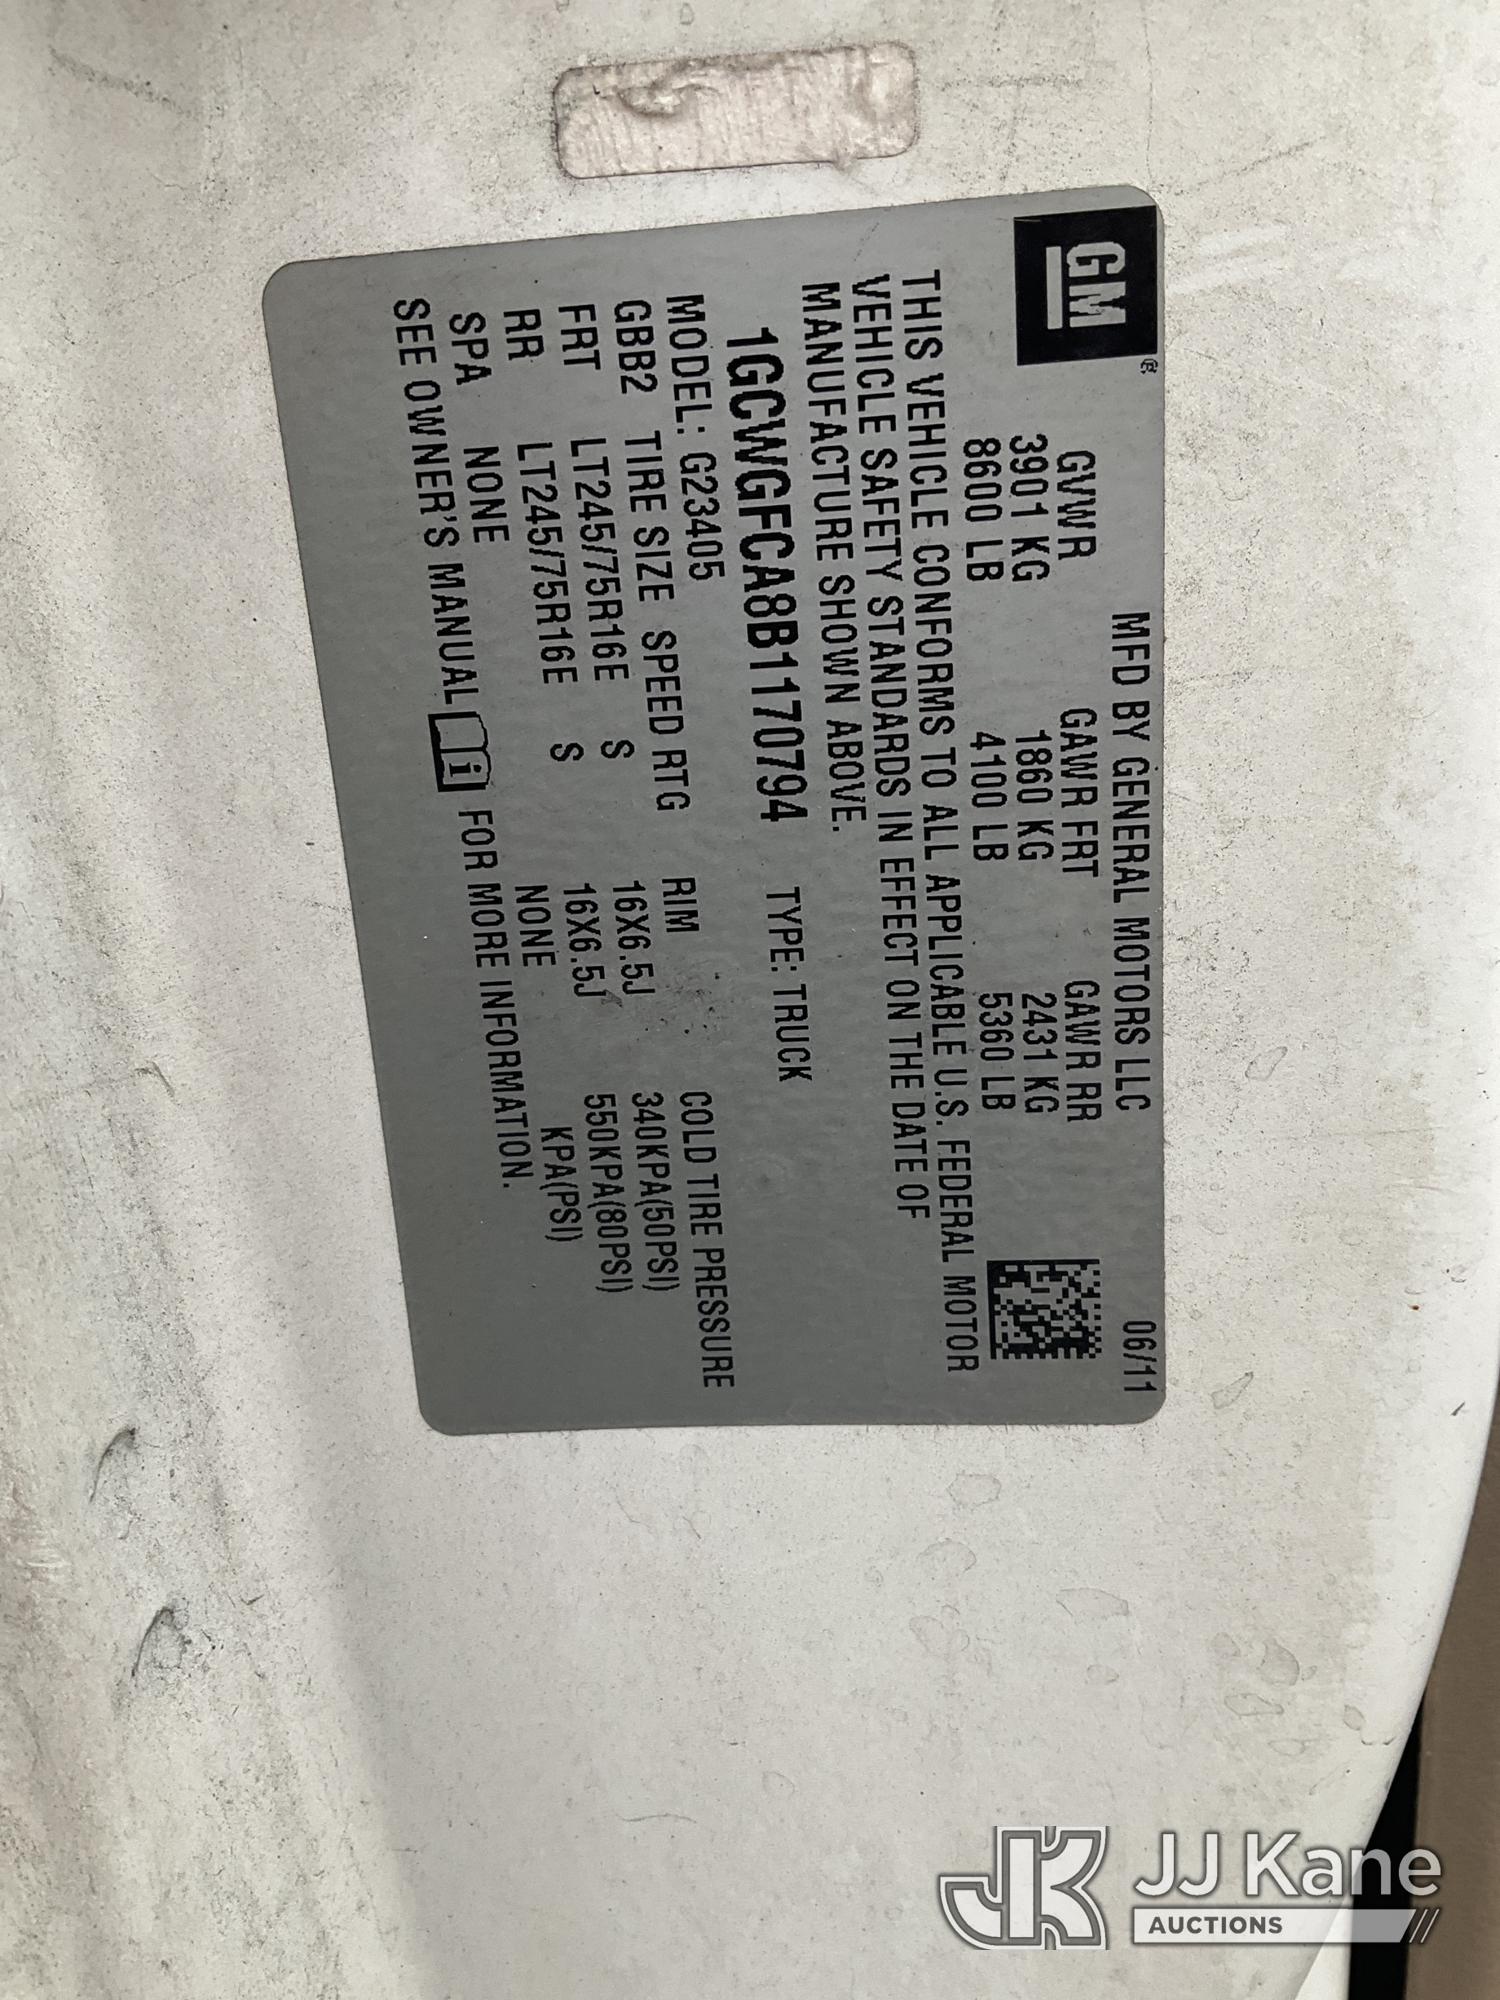 GM
MFD BY GENERAL MOTORS LLC 06/11
GVWR GAWR FRT GAWR RR
3901 KG 1860 KG 2431 KG
8600 LB 4100 LB 5360 LB
THIS VEHICLE CONFORMS TO ALL APPLICABLE U.S. FEDERAL MOTOR
VEHICLE SAFETY STANDARDS IN EFFECT ON THE DATE OF
MANUFACTURE SHOWN ABOVE.
1GCWGFCA8B1170794 TYPE: TRUCK
MODEL: G23405
GBB2 TIRE SIZE SPEED RTG RIM COLD TIRE PRESSURE
FRT LT245/75R16E S 16X6.5J 340KPA(50PSI)
RR LT245/75R16E S 16X6.5J 550KPA(80PSI)
SPA NONE NONE KPA(PSI)
SEE OWNER'S MANUAL i FOR MORE INFORMATION.
JK JJ Kane
AUCTIONS